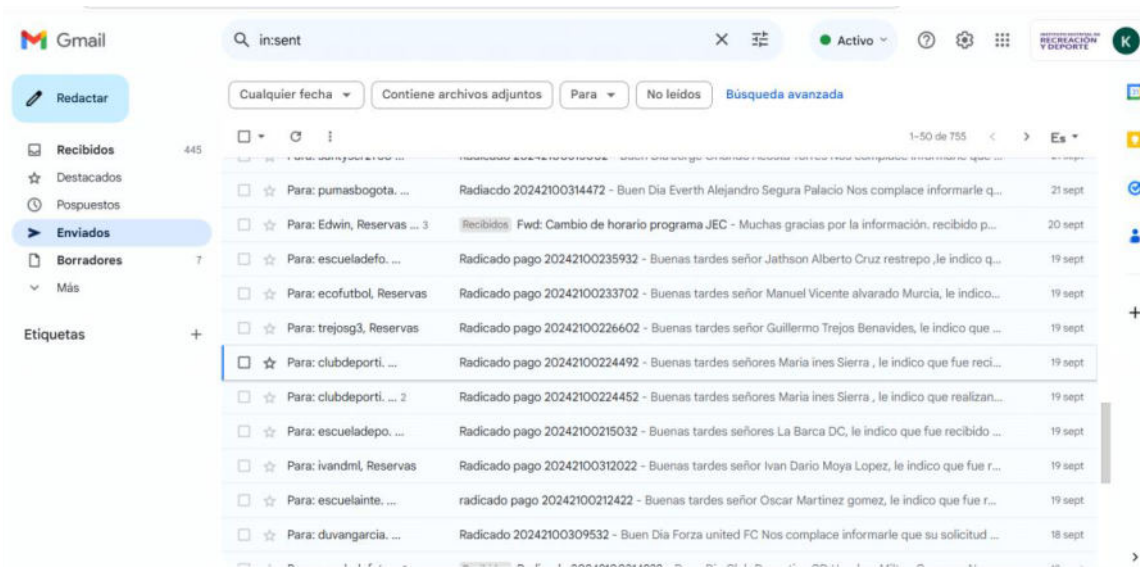 Gmail
in:sent
Activo
RECREACIÓN
Y DEPORTE
K
Redactar
Cualquier fecha
Contiene archivos adjuntos
Para
No leídos
Búsqueda avanzada
1-50 de 755
Es
Recibidos 445
Destacados
Pospuestos
Enviados
Borradores 7
Más
Etiquetas
Para: pumasbogota. ... Radiacdo 20242100314472 - Buen Dia Everth Alejandro Segura Palacio Nos complace informarle q... 21 sept
Para: Edwin, Reservas ... 3 Recibidos Fwd: Cambio de horario programa JEC - Muchas gracias por la información. recibido p... 20 sept
Para: escueladefo. ... Radicado pago 20242100235932 - Buenas tardes señor Jathson Alberto Cruz restrepo ,le indico q... 19 sept
Para: ecofutbol, Reservas Radicado pago 20242100233702 - Buenas tardes señor Manuel Vicente alvarado Murcia, le indico... 19 sept
Para: trejosg3, Reservas Radicado pago 20242100226602 - Buenas tardes señor Guillermo Trejos Benavides, le indico que ... 19 sept
Para: clubdeporti. ... Radicado pago 20242100224492 - Buenas tardes señores Maria ines Sierra , le indico que fue reci... 19 sept
Para: clubdeporti. ... 2 Radicado pago 20242100224452 - Buenas tardes señores Maria ines Sierra , le indico que realizan... 19 sept
Para: escueladepo. ... Radicado pago 20242100215032 - Buenas tardes señores La Barca DC, le indico que fue recibido ... 19 sept
Para: ivandml, Reservas Radicado pago 20242100312022 - Buenas tardes señor Ivan Dario Moya Lopez, le indico que fue r... 19 sept
Para: escuelainte. ... radicado pago 20242100212422 - Buenas tardes señor Oscar Martinez gomez, le indico que fue r... 19 sept
Para: duvangarcia. ... Radicado 20242100309532 - Buen Dia Forza united FC Nos complace informarle que su solicitud ... 18 sept